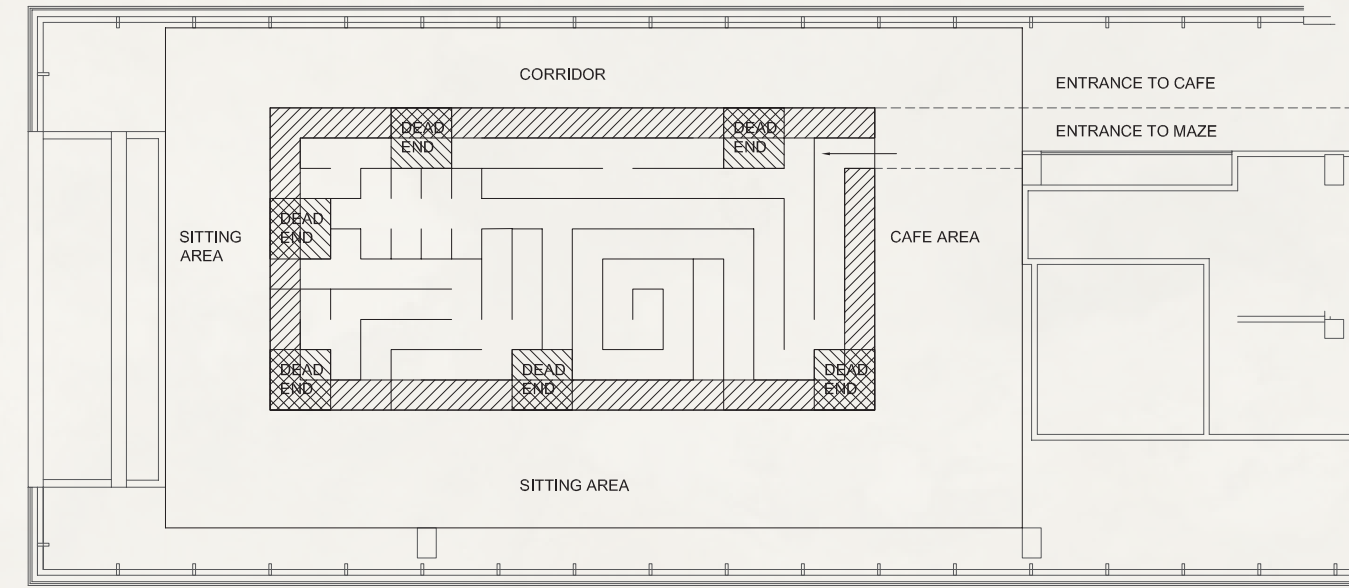 CORRIDOR
ENTRANCE TO CAFE
ENTRANCE TO MAZE
DEAD
END
DEAD
END
DEAD
END
SITTING
AREA
CAFE AREA
DEAD
END
DEAD
END
DEAD
END
SITTING AREA